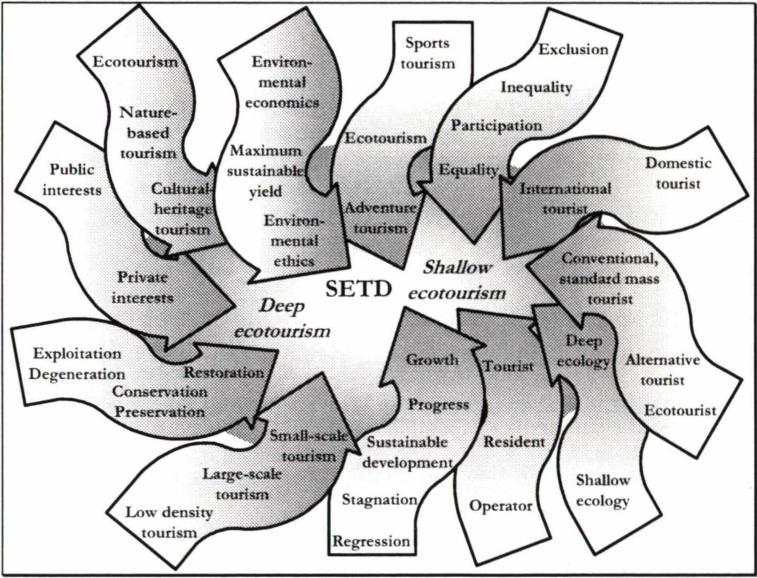 Ecotourism
Nature-
based
tourism
Cultural-
heritage
tourism
Environ-
mental
economics
Maximum
sustainable
yield
Environ-
mental
ethics
Sports
tourism
Ecotourism
Adventure
tourism
Exclusion
Inequality
Participation
Equality
Domestic
tourist
International
tourist
Public
interests
Private
interests
Conventional,
standard mass
tourist
Alternative
tourist
Ecotourist
SETD
Deep
ecotourism
Shallow
ecotourism
Exploitation
Degeneration
Restoration
Conservation
Preservation
Small-scale
tourism
Large-scale
tourism
Low density
tourism
Growth
Progress
Sustainable
development
Stagnation
Regression
Tourist
Resident
Operator
Deep
ecology
Shallow
ecology